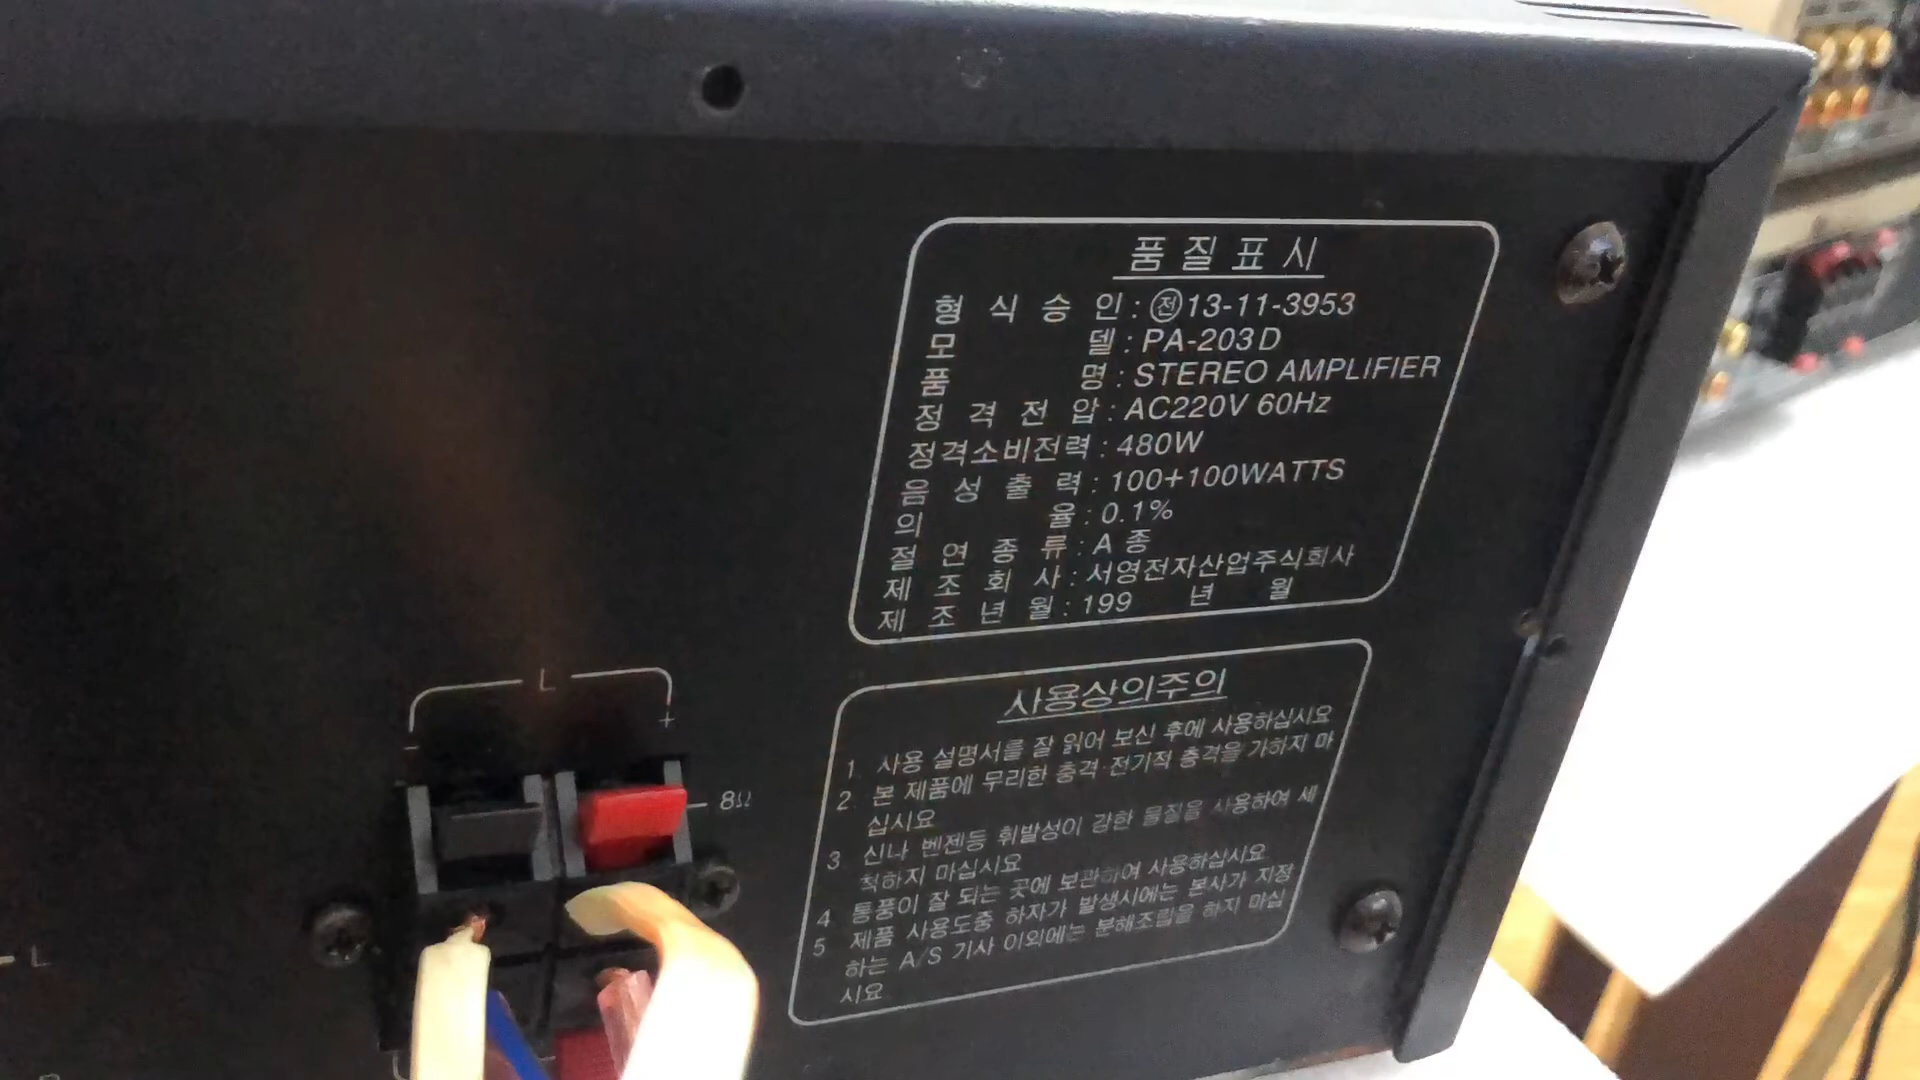 품질표시
형식승인 : ㉠13-11-3953
모델 : PA-203D
품명 : STEREO AMPLIFIER
정격전압 : AC220V 60Hz
정격소비전력 : 480W
음성출력 : 100+100WATTS
의율 : 0.1%
절연종류 : A 종
제조회사 : 서영전자산업주식회사
제조년월 : 199 년 월
L
- +
8Ω
사용상의주의
1 사용 설명서를 잘 읽어 보신 후에 사용하십시요
2 본 제품에 무리한 충격·전기적 충격을 가하지 마
십시요
3 신나 벤젠등 휘발성이 강한 물질을 사용하여 세
척하지 마십시요
4 통풍이 잘 되는 곳에 보관하여 사용하십시요
5 제품 사용도중 하자가 발생시에는 본사가 지정
하는 A/S 기사 이외에는 분해조립을 하지 마십
시요
L